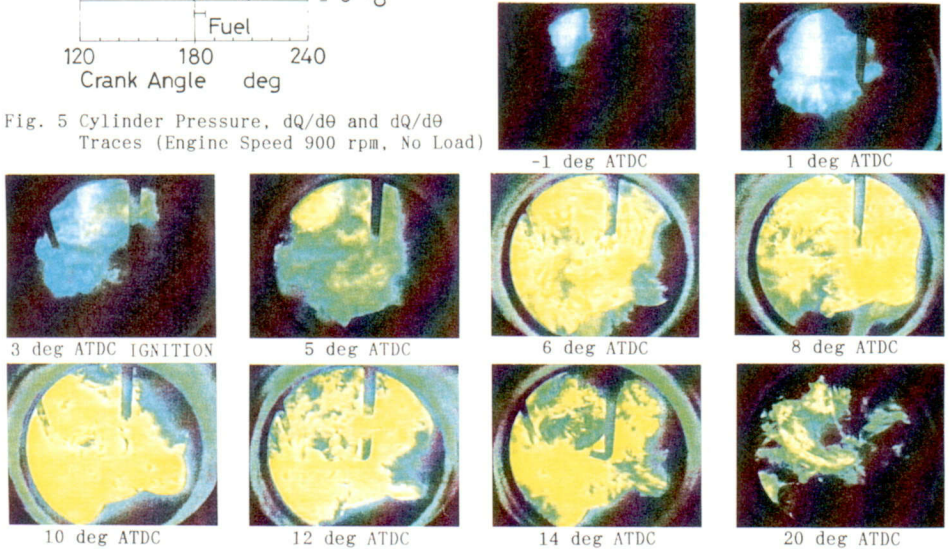 Fuel
120 180 240
Crank Angle deg
Fig. 5 Cylinder Pressure, dQ/dθ and dQ/dθ
Traces (Engine Speed 900 rpm, No Load)
-1 deg ATDC 1 deg ATDC
3 deg ATDC IGNITION 5 deg ATDC 6 deg ATDC 8 deg ATDC
10 deg ATDC 12 deg ATDC 14 deg ATDC 20 deg ATDC